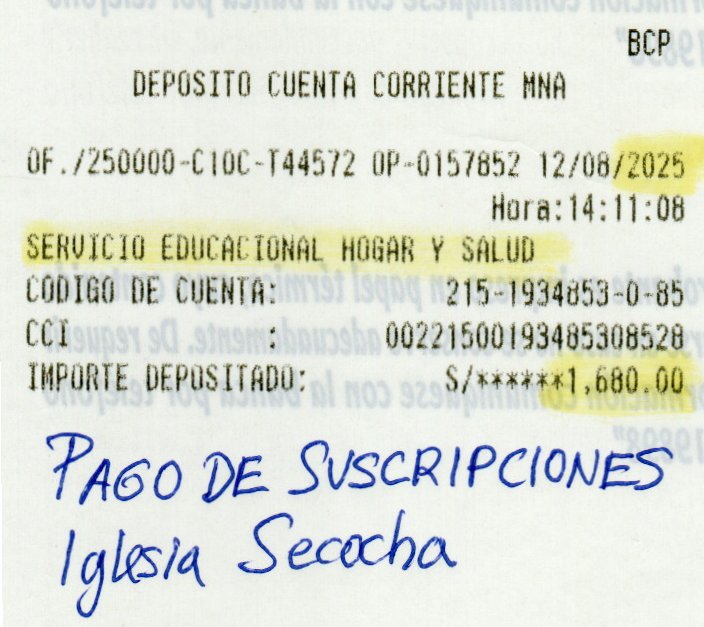 BCP
DEPOSITO CUENTA CORRIENTE MNA
OF./250000-C10C-T44572 OP-0157852 12/08/2025
Hora:14:11:08
SERVICIO EDUCACIONAL HOGAR Y SALUD
CODIGO DE CUENTA: 215-1934853-0-85
CCI : 00221500193485308528
IMPORTE DEPOSITADO: S/******1,680.00
PAGO DE SUSCRIPCIONES
Iglesia Secocha